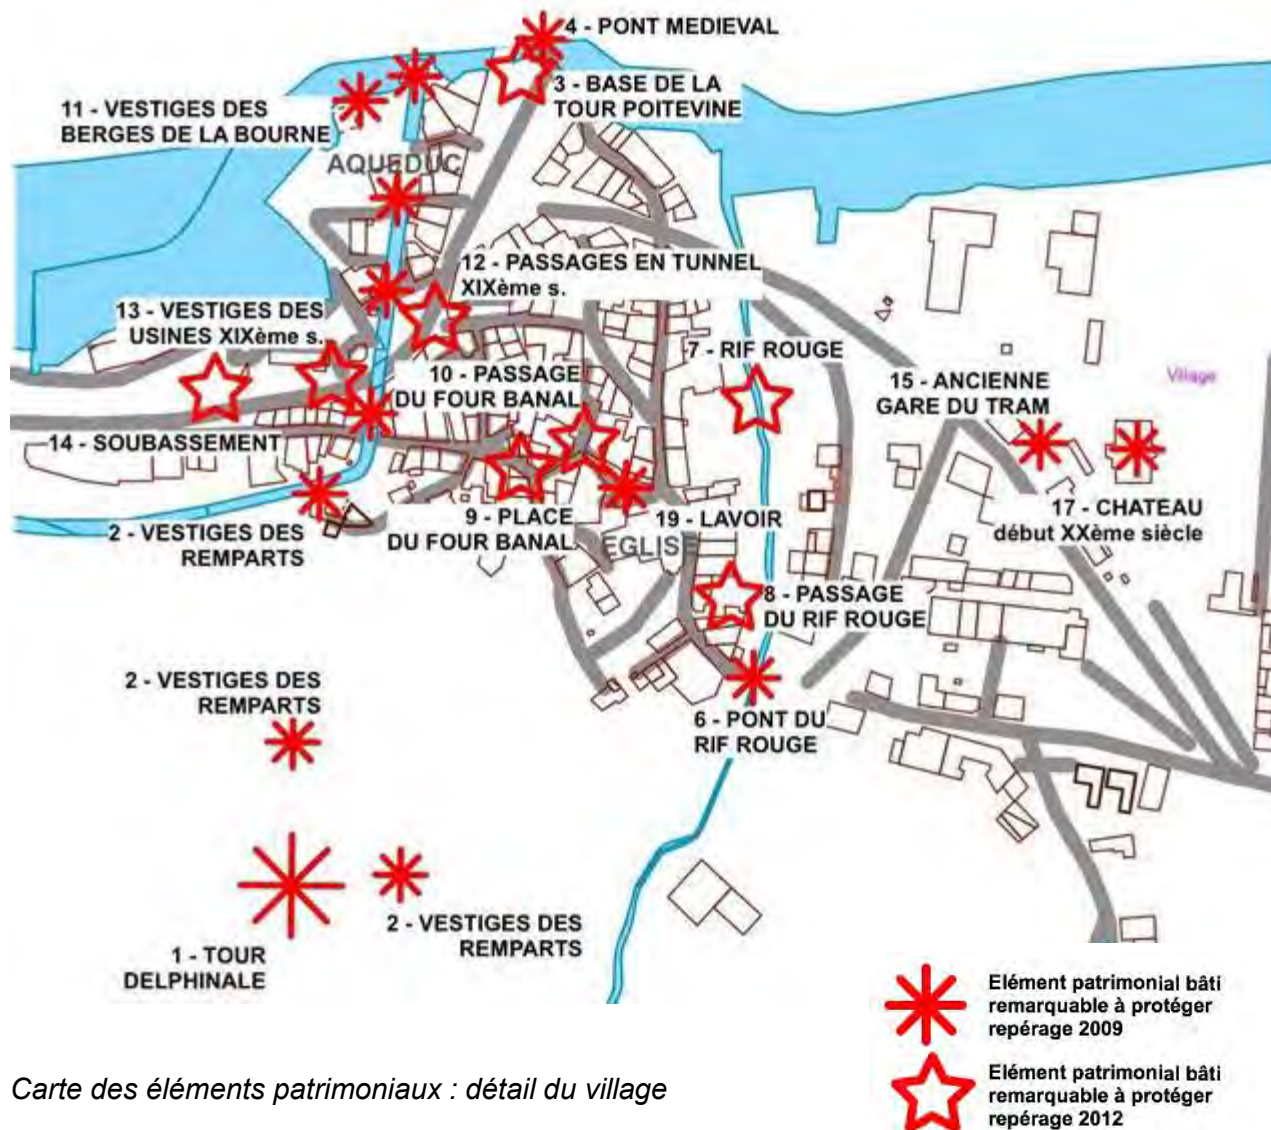 4 - PONT MEDIEVAL
3 - BASE DE LA
TOUR POITEVINE
11 - VESTIGES DES
BERGES DE LA BOURNE
AQUEDUC
12 - PASSAGES EN TUNNEL
XIXème s.
13 - VESTIGES DES
USINES XIXème s.
7 - RIF ROUGE
10 - PASSAGE
DU FOUR BANAL
15 - ANCIENNE
GARE DU TRAM
Village
14 - SOUBASSEMENT
17 - CHATEAU
début XXème siècle
2 - VESTIGES DES
REMPARTS
9 - PLACE
DU FOUR BANAL
19 - LAVOIR
EGLISE
8 - PASSAGE
DU RIF ROUGE
2 - VESTIGES DES
REMPARTS
6 - PONT DU
RIF ROUGE
2 - VESTIGES DES
REMPARTS
1 - TOUR
DELPHINALE
Elément patrimonial bâti
remarquable à protéger
repérage 2009
Elément patrimonial bâti
remarquable à protéger
repérage 2012
Carte des éléments patrimoniaux : détail du village